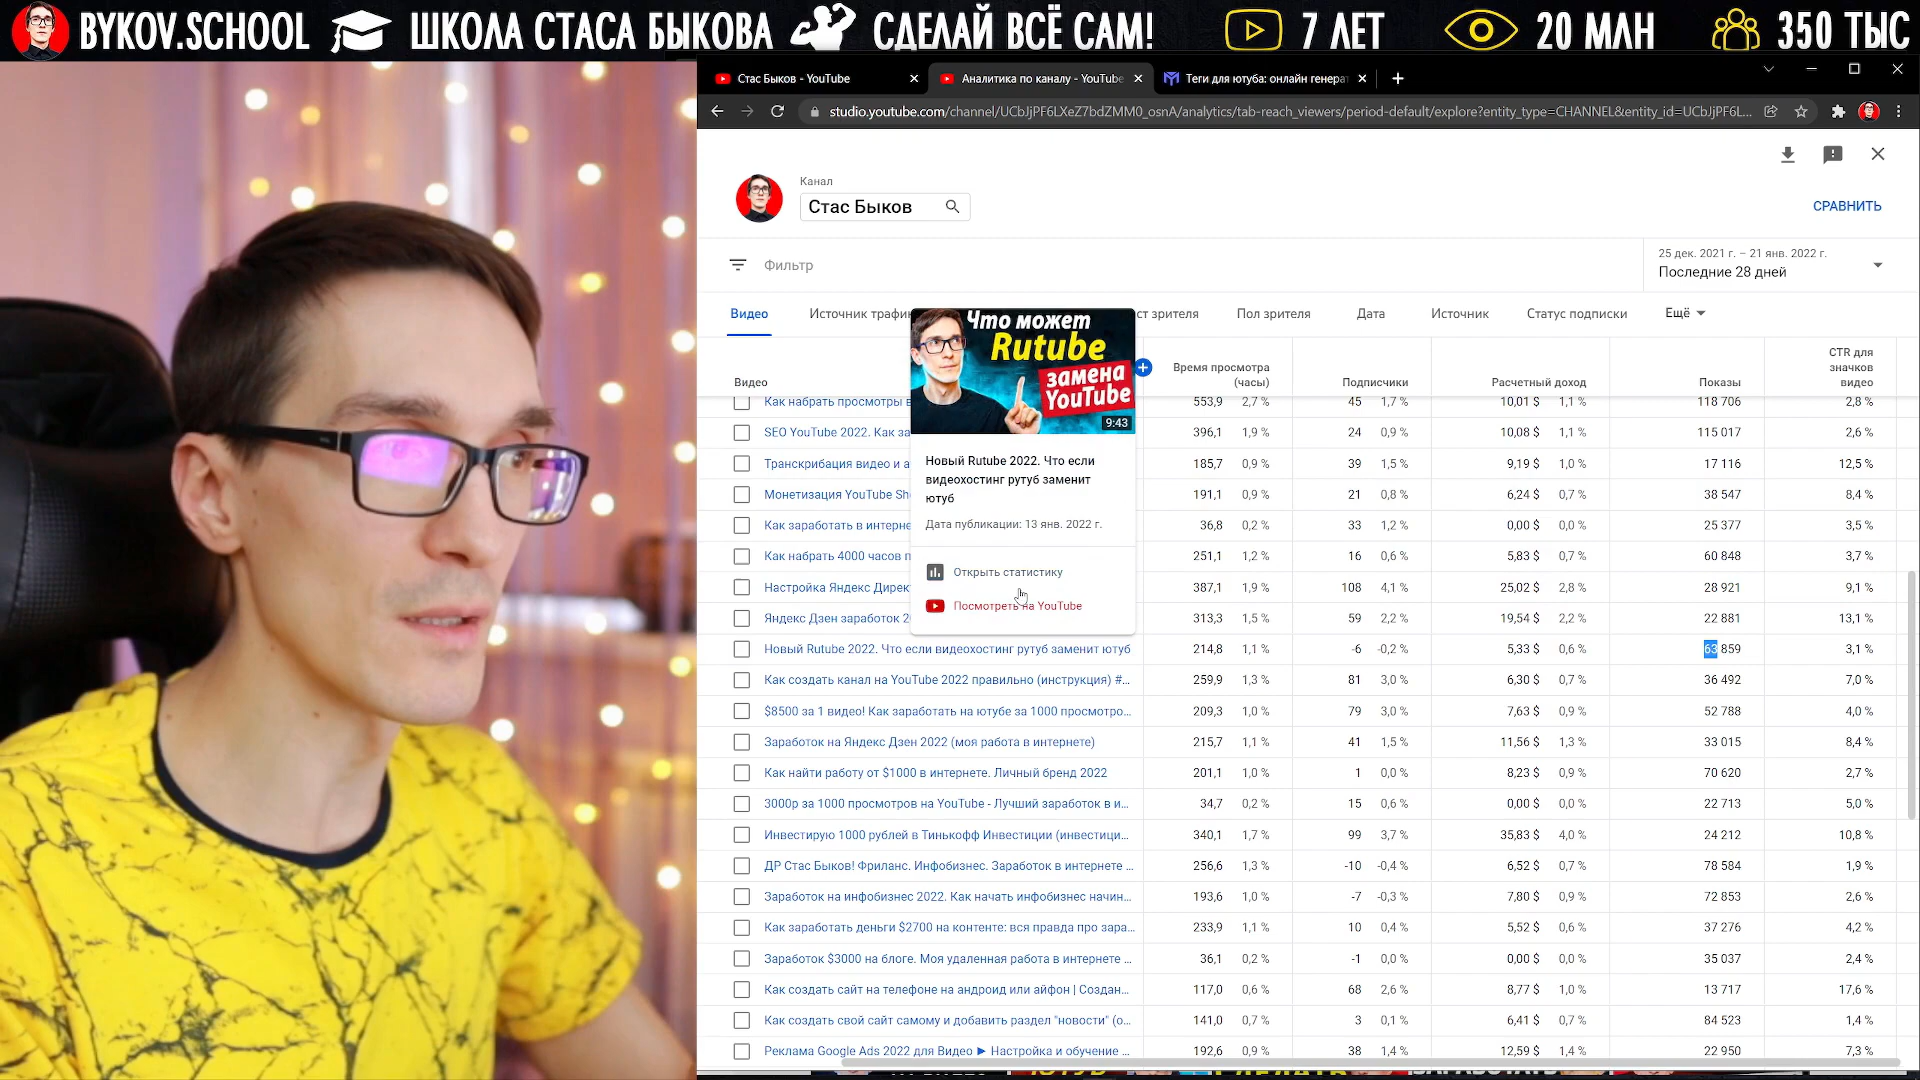 BYKOV.SCHOOL ШКОЛА СТАСА БЫКОВА СДЕЛАЙ ВСЁ САМ! 7 ЛЕТ 20 МЛН 350 ТЫС
Стас Быков - YouTube Аналитика по каналу - YouTube Теги для ютуба: онлайн генерат
studio.youtube.com/channel/UCbJjPF6LXeZ7bdZMM0_osnA/analytics/tab-reach_viewers/period-default/explore?entity_type=CHANNEL&entity_id=UCbJjPF6L...
Канал
Стас Быков
СРАВНИТЬ
Фильтр
25 дек. 2021 г. – 21 янв. 2022 г.
Последние 28 дней
Видео Источник трафик ст зрителя Пол зрителя Дата Источник Статус подписки Ещё
Видео Время просмотра (часы) Подписчики Расчетный доход Показы CTR для значков видео
Что может
Rutube
замена
YouTube
9:43
Новый Rutube 2022. Что если
видеохостинг рутуб заменит
ютуб
Дата публикации: 13 янв. 2022 г.
Открыть статистику
Посмотреть на YouTube
Как набрать просмотры в 553,9 2,7 % 45 1,7 % 10,01 $ 1,1 % 118 706 2,8 %
SEO YouTube 2022. Как за 396,1 1,9 % 24 0,9 % 10,08 $ 1,1 % 115 017 2,6 %
Транскрибация видео и а 185,7 0,9 % 39 1,5 % 9,19 $ 1,0 % 17 116 12,5 %
Монетизация YouTube Sh 191,1 0,9 % 21 0,8 % 6,24 $ 0,7 % 38 547 8,4 %
Как заработать в интерне 36,8 0,2 % 33 1,2 % 0,00 $ 0,0 % 25 377 3,5 %
Как набрать 4000 часов п 251,1 1,2 % 16 0,6 % 5,83 $ 0,7 % 60 848 3,7 %
Настройка Яндекс Дирек 387,1 1,9 % 108 4,1 % 25,02 $ 2,8 % 28 921 9,1 %
Яндекс Дзен заработок 2 313,3 1,5 % 59 2,2 % 19,54 $ 2,2 % 22 881 13,1 %
Новый Rutube 2022. Что если видеохостинг рутуб заменит ютуб 214,8 1,1 % -6 -0,2 % 5,33 $ 0,6 % 63 859 3,1 %
Как создать канал на YouTube 2022 правильно (инструкция) #... 259,9 1,3 % 81 3,0 % 6,30 $ 0,7 % 36 492 7,0 %
$8500 за 1 видео! Как заработать на ютубе за 1000 просмотро... 209,3 1,0 % 79 3,0 % 7,63 $ 0,9 % 52 788 4,0 %
Заработок на Яндекс Дзен 2022 (моя работа в интернете) 215,7 1,1 % 41 1,5 % 11,56 $ 1,3 % 33 015 8,4 %
Как найти работу от $1000 в интернете. Личный бренд 2022 201,1 1,0 % 1 0,0 % 8,23 $ 0,9 % 70 620 2,7 %
3000р за 1000 просмотров на YouTube - Лучший заработок в и... 34,7 0,2 % 15 0,6 % 0,00 $ 0,0 % 22 713 5,0 %
Инвестирую 1000 рублей в Тинькофф Инвестиции (инвестици... 340,1 1,7 % 99 3,7 % 35,83 $ 4,0 % 24 212 10,8 %
ДР Стас Быков! Фриланс. Инфобизнес. Заработок в интернете ... 256,6 1,3 % -10 -0,4 % 6,52 $ 0,7 % 78 584 1,9 %
Заработок на инфобизнес 2022. Как начать инфобизнес начин... 193,6 1,0 % -7 -0,3 % 7,80 $ 0,9 % 72 853 2,6 %
Как заработать деньги $2700 на контенте: вся правда про зара... 233,9 1,1 % 10 0,4 % 5,52 $ 0,6 % 37 276 4,2 %
Заработок $3000 на блоге. Моя удаленная работа в интернете ... 36,1 0,2 % -1 0,0 % 0,00 $ 0,0 % 35 037 2,4 %
Как создать сайт на телефоне на андроид или айфон | Создан... 117,0 0,6 % 68 2,6 % 8,77 $ 1,0 % 13 717 17,6 %
Как создать свой сайт самому и добавить раздел "новости" (о... 141,0 0,7 % 3 0,1 % 6,41 $ 0,7 % 84 523 1,4 %
Реклама Google Ads 2022 для Видео ► Настройка и обучение ... 192,6 0,9 % 38 1,4 % 12,59 $ 1,4 % 22 950 7,3 %